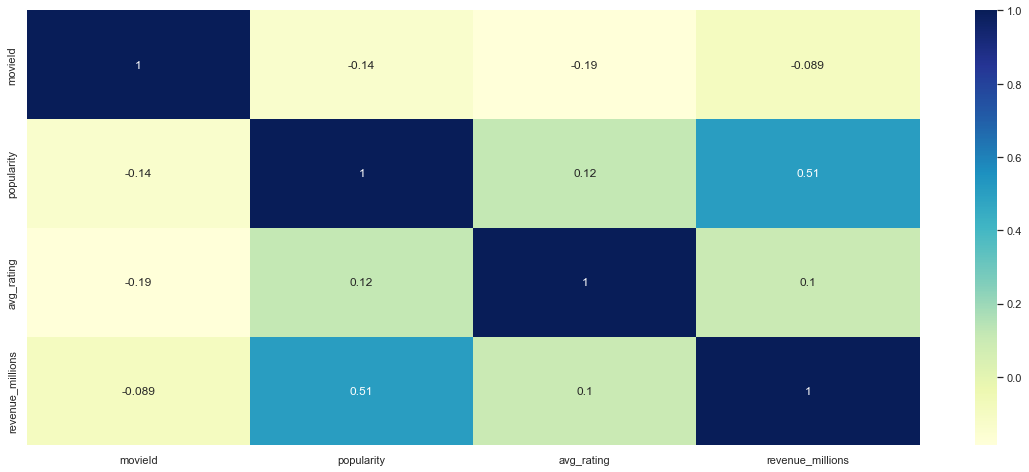 movieId 1 -0.14 -0.19 -0.089
popularity -0.14 1 0.12 0.51
avg_rating -0.19 0.12 1 0.1
revenue_millions -0.089 0.51 0.1 1
movieId popularity avg_rating revenue_millions
1.0
0.8
0.6
0.4
0.2
0.0